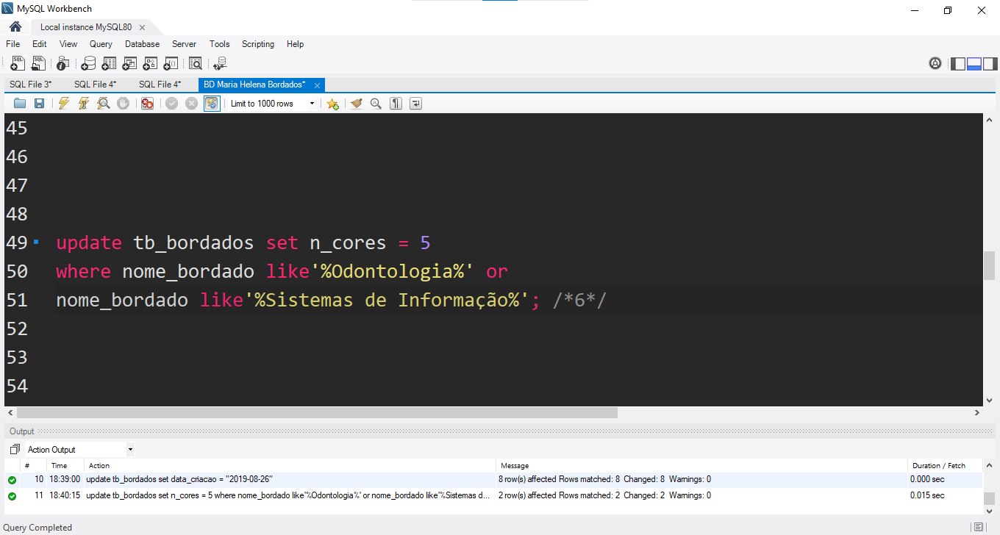 MySQL Workbench
Local instance MySQL80
File Edit View Query Database Server Tools Scripting Help
SQL File 3* SQL File 4* SQL File 4* BD Maria Helena Bordados*
Limit to 1000 rows
45
46
47
48
49 update tb_bordados set n_cores = 5
50 where nome_bordado like'%Odontologia%' or
51 nome_bordado like'%Sistemas de Informação%'; /*6*/
52
53
54
Output
Action Output
# Time Action Message Duration / Fetch
10 18:39:00 update tb_bordados set data_criacao = "2019-08-26" 8 row(s) affected Rows matched: 8 Changed: 8 Warnings: 0 0.000 sec
11 18:40:15 update tb_bordados set n_cores = 5 where nome_bordado like'%Odontologia%' or nome_bordado like'%Sistemas d... 2 row(s) affected Rows matched: 2 Changed: 2 Warnings: 0 0.015 sec
Query Completed